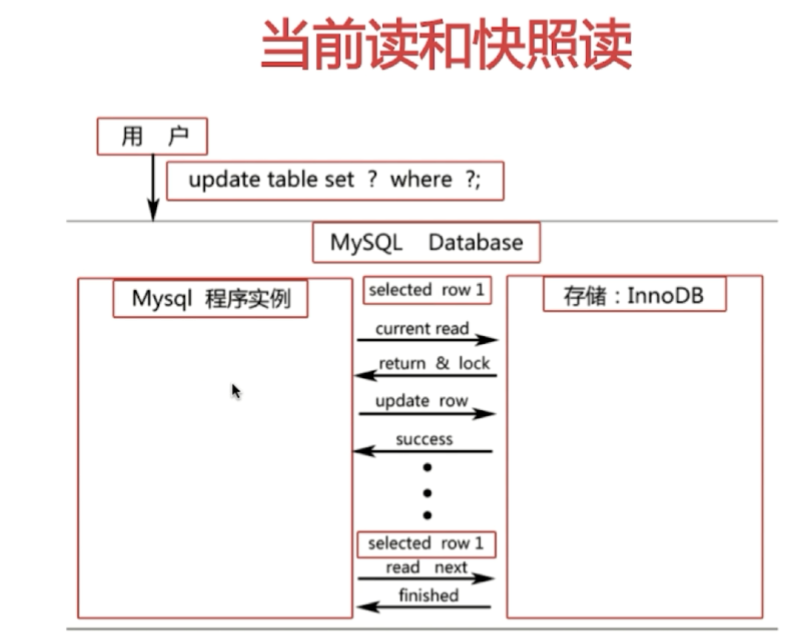 当前读和快照读
用 户
update table set ? where ?;
MySQL Database
Mysql 程序实例
selected row 1
存储：InnoDB
current read
return & lock
update row
success
selected row 1
read next
finished